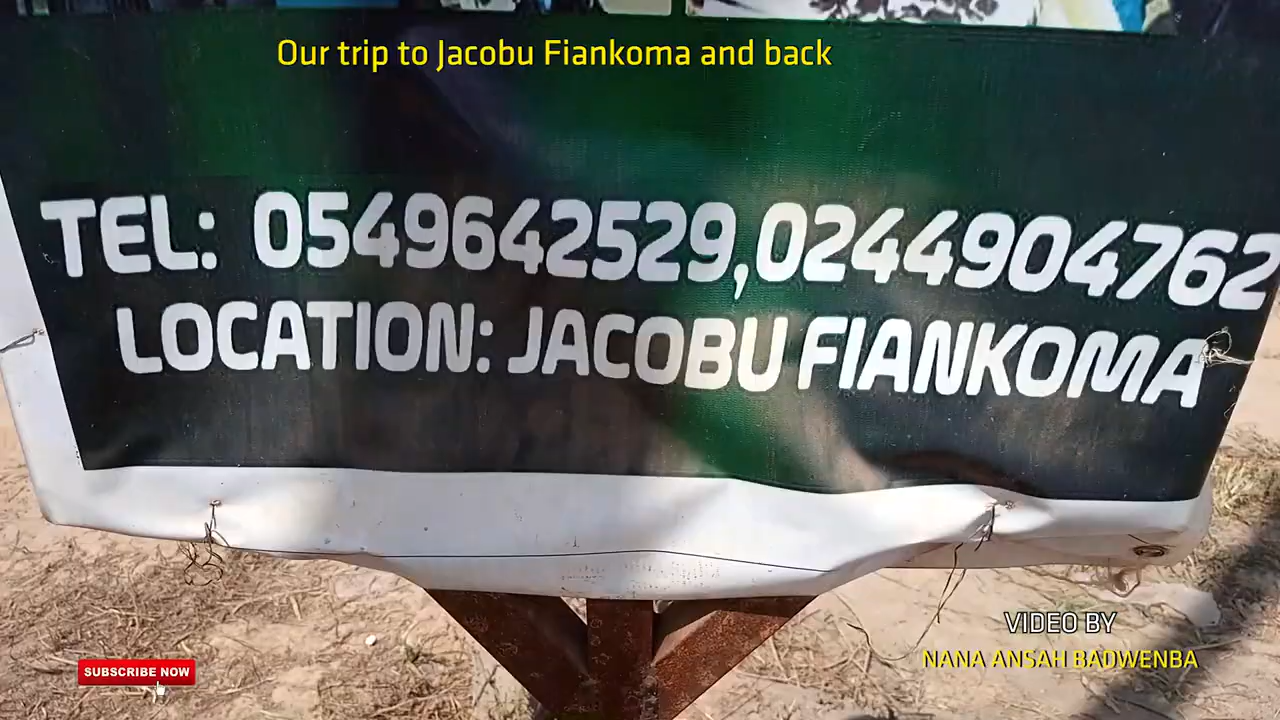 Our trip to Jacobu Fiankoma and back
TEL: 0549642529,0244904762
LOCATION: JACOBU FIANKOMA
VIDEO BY
NANA ANSAH BADWENBA
SUBSCRIBE NOW